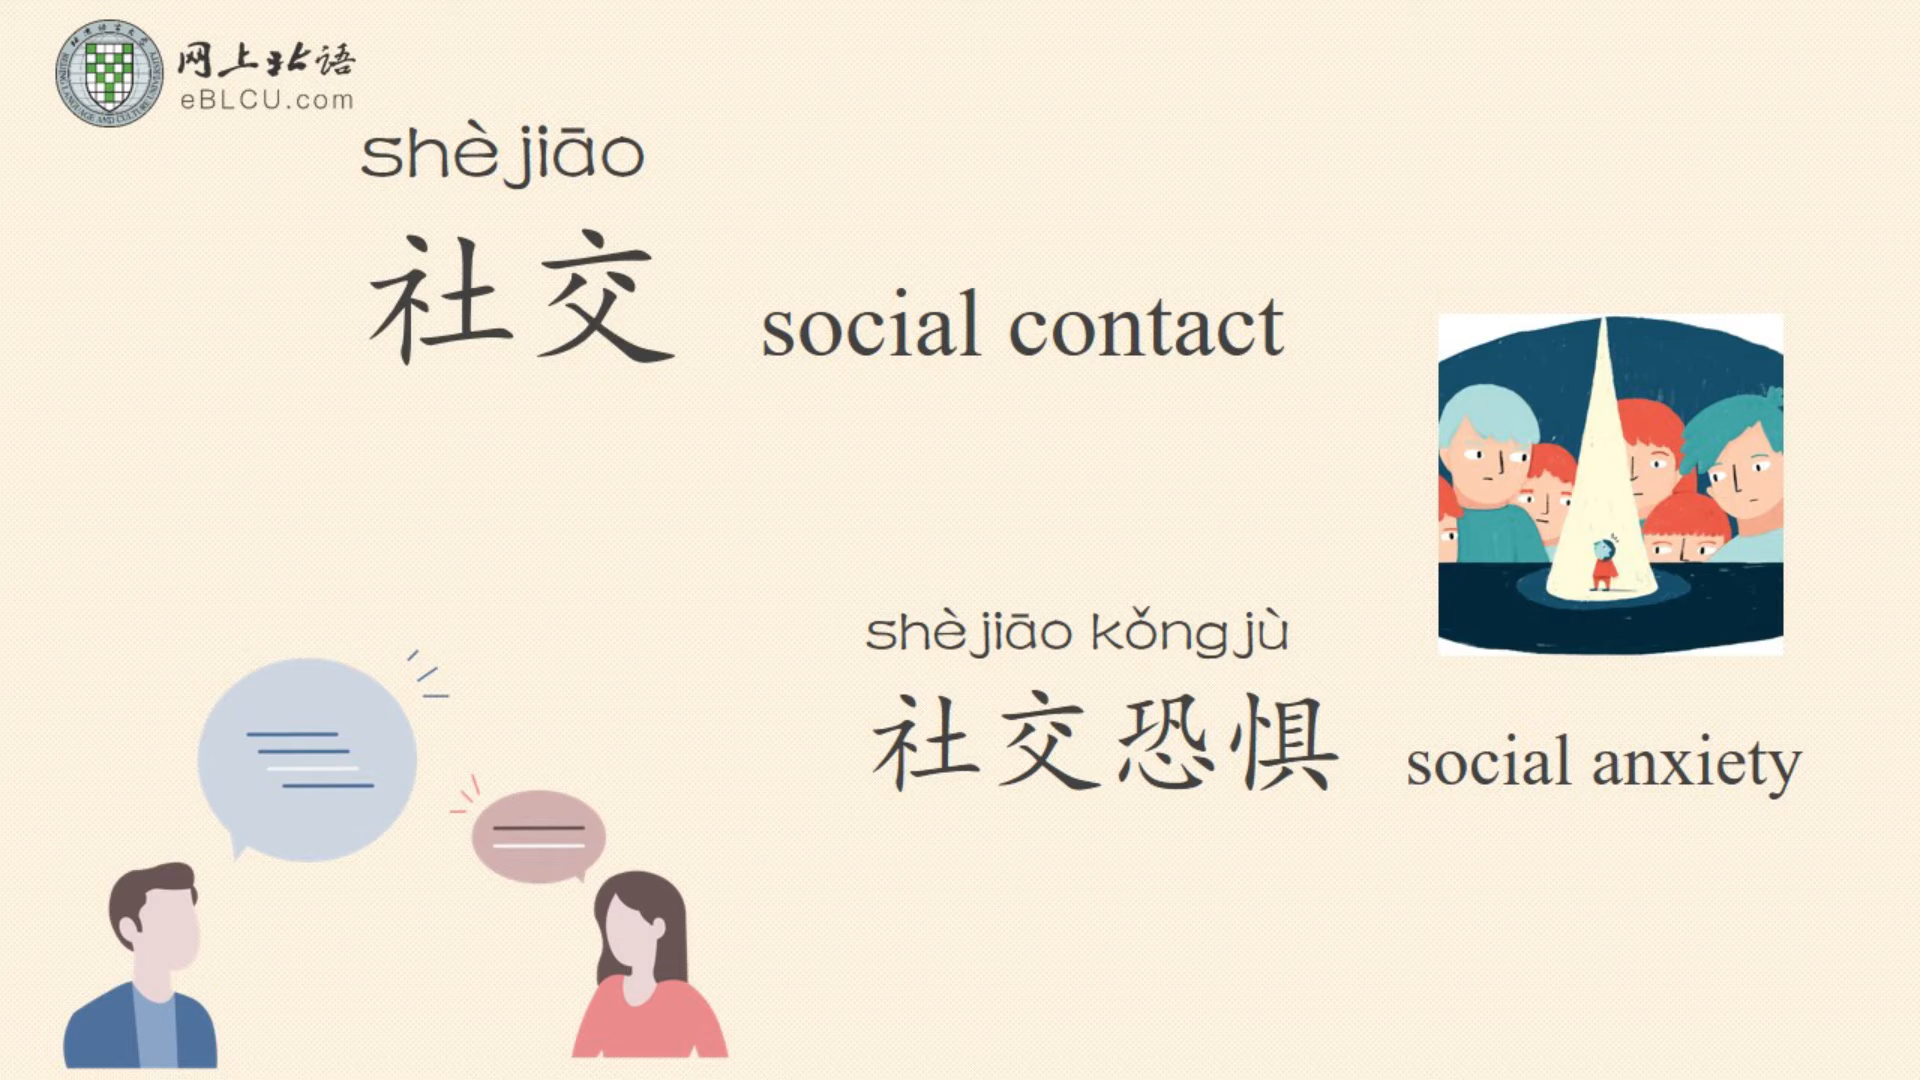 网上北语
eBLCU.com
shè jiāo
社交 social contact
shè jiāo kǒng jù
社交恐惧 social anxiety